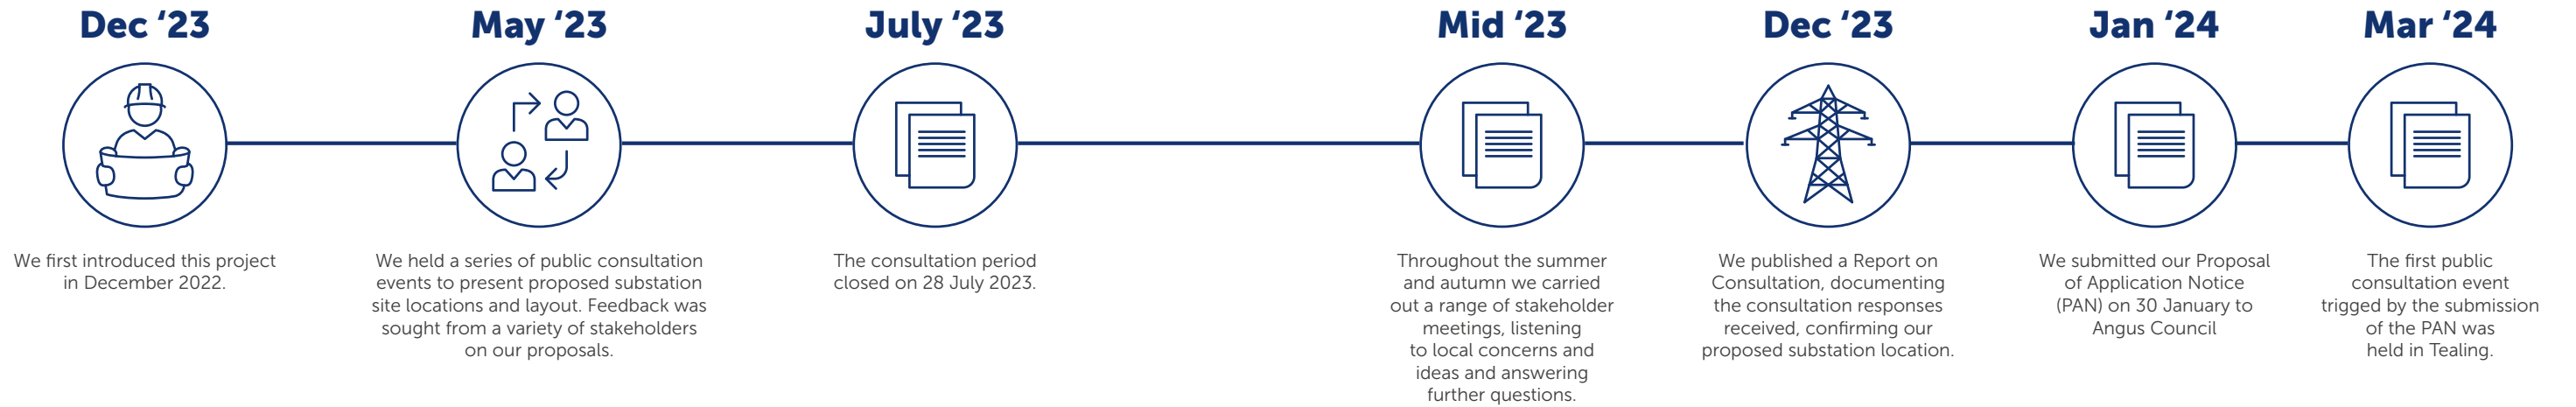 Dec ‘23
We first introduced this project
in December 2022.
May ‘23
We held a series of public consultation
events to present proposed substation
site locations and layout. Feedback was
sought from a variety of stakeholders
on our proposals.
July ‘23
The consultation period
closed on 28 July 2023.
Mid ‘23
Throughout the summer
and autumn we carried
out a range of stakeholder
meetings, listening
to local concerns and
ideas and answering
further questions.
Dec ‘23
We published a Report on
Consultation, documenting
the consultation responses
received, confirming our
proposed substation location.
Jan ‘24
We submitted our Proposal
of Application Notice
(PAN) on 30 January to
Angus Council
Mar ‘24
The first public
consultation event
trigged by the submission
of the PAN was
held in Tealing.